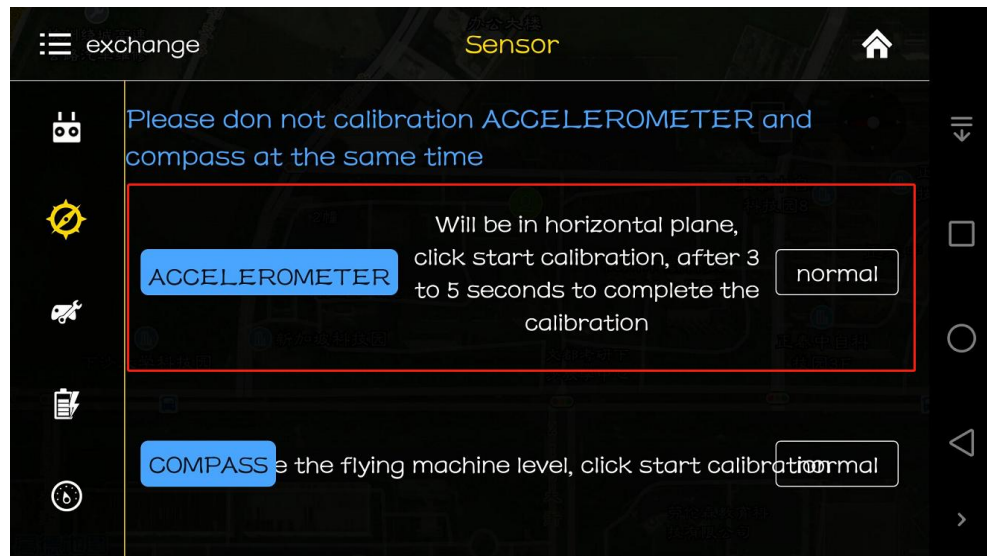 exchange
Sensor
Please don not calibration ACCELEROMETER and
compass at the same time
ACCELEROMETER
Will be in horizontal plane,
click start calibration, after 3
to 5 seconds to complete the
calibration
normal
COMPASS
e the flying machine level, click start calibration
normal